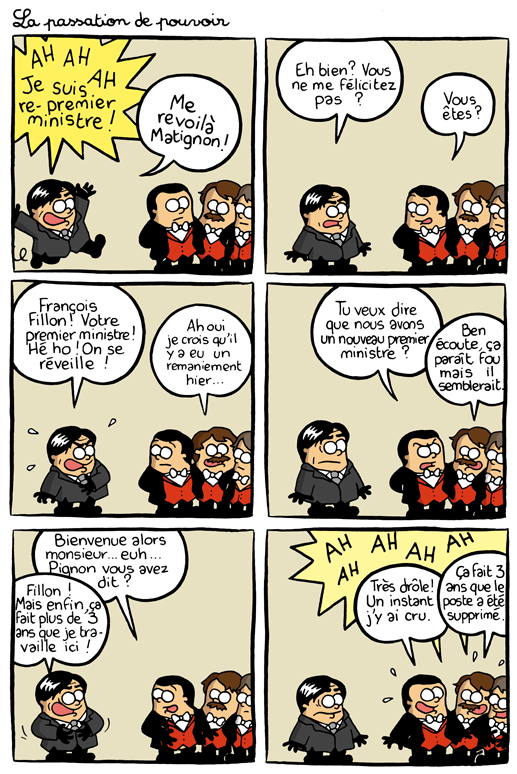 La passation de pouvoir
AH AH
AH
Je suis
re-premier
ministre !
Me
revoilà
Matignon!
Eh bien? Vous
ne me félicitez
pas ?
Vous
êtes?
François
Fillon! Votre
premier ministre!
Hé ho! On se
réveille !
Ah oui
je crois qu'il
y a eu un
remaniement
hier...
Tu veux dire
que nous avons
un nouveau premier
ministre ?
Ben
écoute, ça
paraît fou
mais il
semblerait.
Bienvenue alors
monsieur... euh...
Pignon vous avez
dit ?
Fillon !
Mais enfin, ça
fait plus de 3
ans que je tra-
vaille ici !
AH AH AH AH
AH
Très drôle!
Un instant
j'y ai cru.
Ça fait 3
ans que le
poste a été
supprimé.